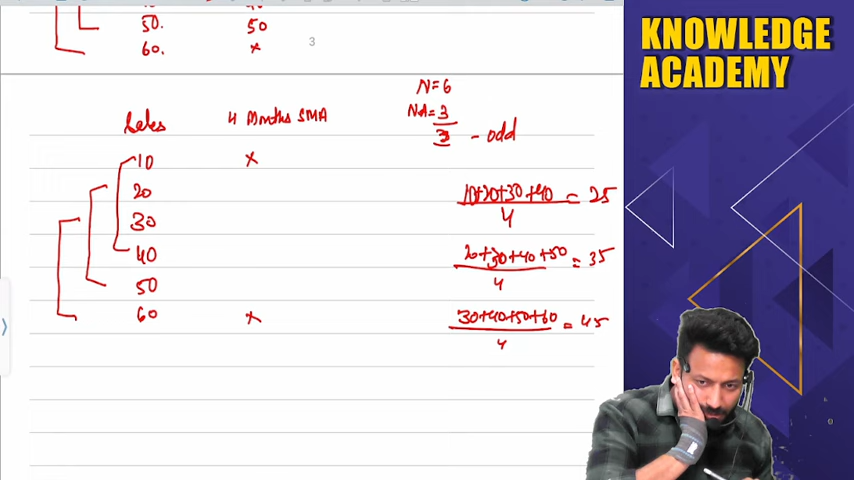 50. 50
60. x
3
KNOWLEDGE
ACADEMY
N=6
NA=3
3 - odd
Sales 4 Months SMA
10 x
20
30
40
50
60 x
10+20+30+40 = 25
4
20+30+40+50 = 35
4
30+40+50+60 = 45
4